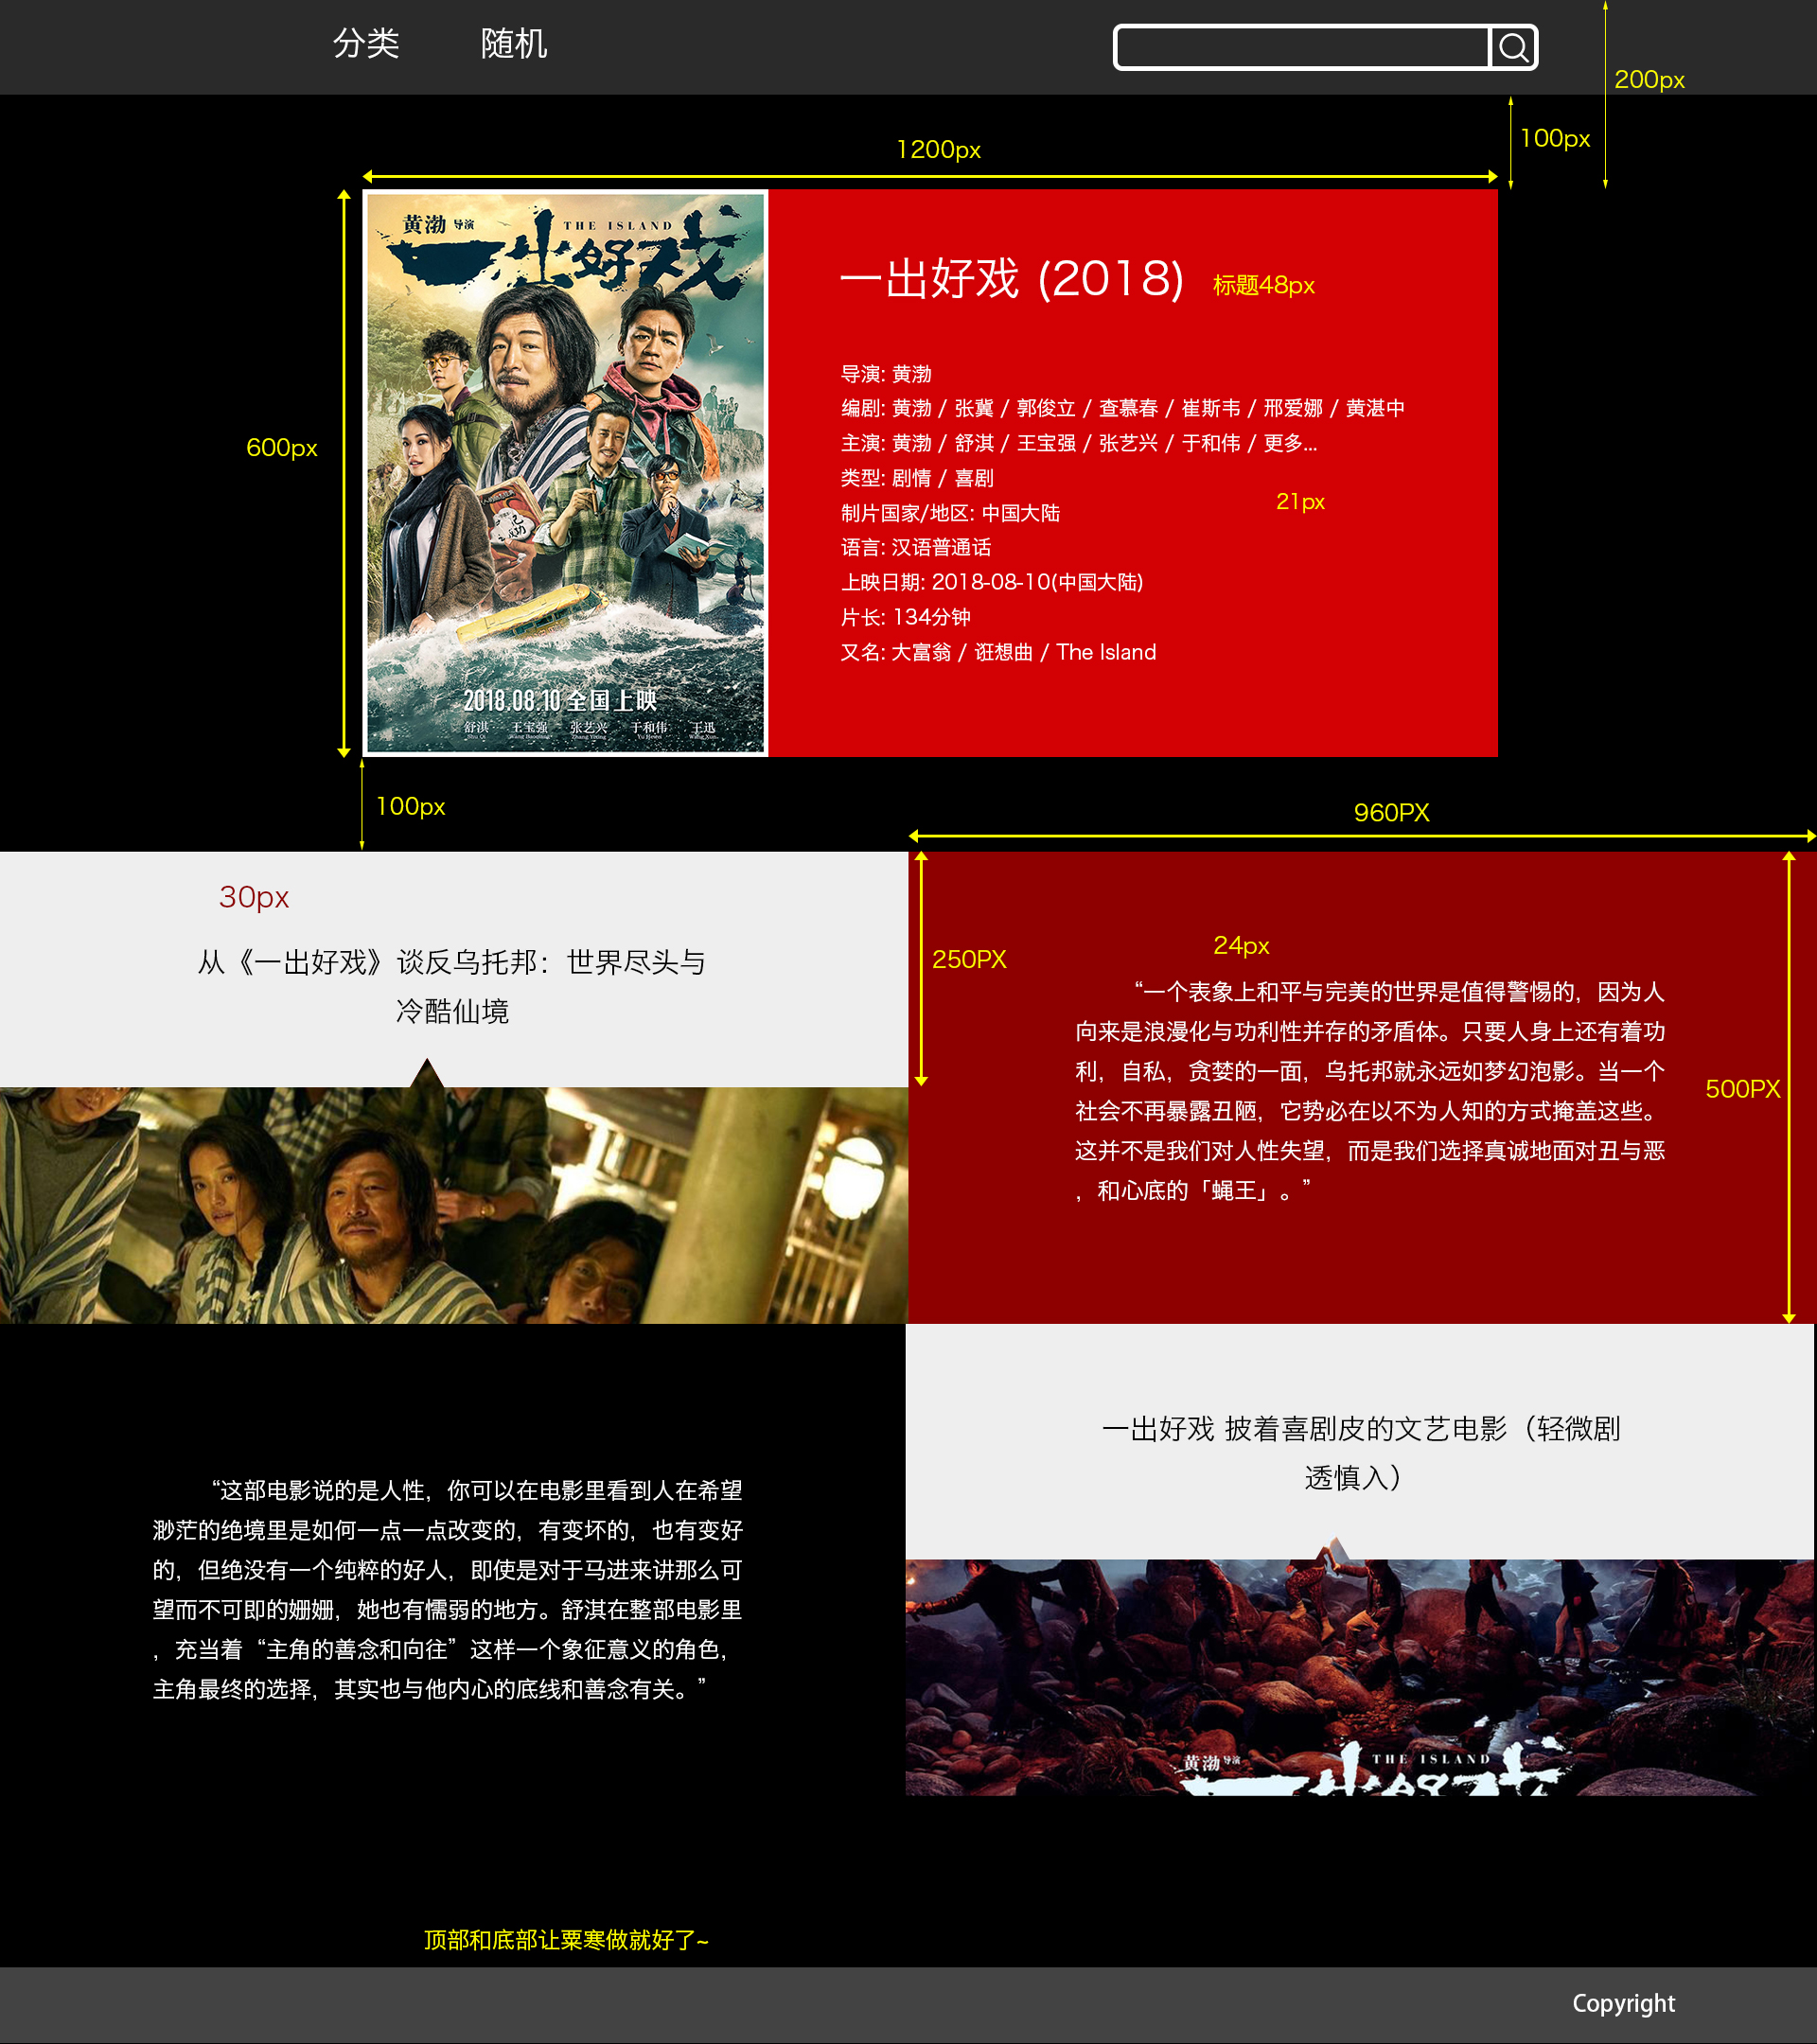 分类 随机
200px
100px
1200px
黄渤 导演
THE ISLAND
一出好戏
一出好戏 (2018) 标题48px
导演: 黄渤
编剧: 黄渤 / 张冀 / 郭俊立 / 查慕春 / 崔斯韦 / 邢爱娜 / 黄湛中
主演: 黄渤 / 舒淇 / 王宝强 / 张艺兴 / 于和伟 / 更多...
600px
类型: 剧情 / 喜剧
21px
制片国家/地区: 中国大陆
语言: 汉语普通话
上映日期: 2018-08-10(中国大陆)
片长: 134分钟
又名: 大富翁 / 诳想曲 / The Island
2018.08.10 全国上映
舒淇 王宝强 张艺兴 于和伟 王迅
100px
960PX
30px
从《一出好戏》谈反乌托邦：世界尽头与
冷酷仙境
250PX
24px
“一个表象上和平与完美的世界是值得警惕的，因为人
向来是浪漫化与功利性并存的矛盾体。只要人身上还有着功
利，自私，贪婪的一面，乌托邦就永远如梦幻泡影。当一个
社会不再暴露丑陋，它势必在以不为人知的方式掩盖这些。
这并不是我们对人性失望，而是我们选择真诚地面对丑与恶
，和心底的「蝇王」。”
500PX
一出好戏 披着喜剧皮的文艺电影（轻微剧
透慎入）
“这部电影说的是人性，你可以在电影里看到人在希望
渺茫的绝境里是如何一点一点改变的，有变坏的，也有变好
的，但绝没有一个纯粹的好人，即使是对于马进来讲那么可
望而不可即的姗姗，她也有懦弱的地方。舒淇在整部电影里
，充当着“主角的善念和向往”这样一个象征意义的角色，
主角最终的选择，其实也与他内心的底线和善念有关。”
黄渤 导演
THE ISLAND
一出好戏
顶部和底部让粟寒做就好了~
Copyright